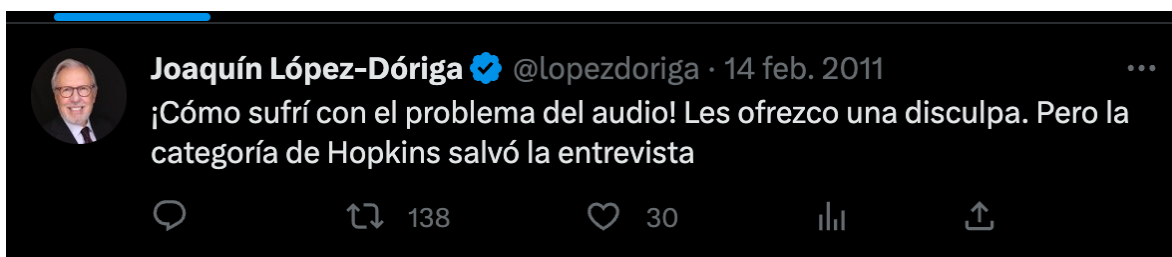 Joaquín López-Dóriga @lopezdoriga · 14 feb. 2011
¡Cómo sufrí con el problema del audio! Les ofrezco una disculpa. Pero la
categoría de Hopkins salvó la entrevista
138 30